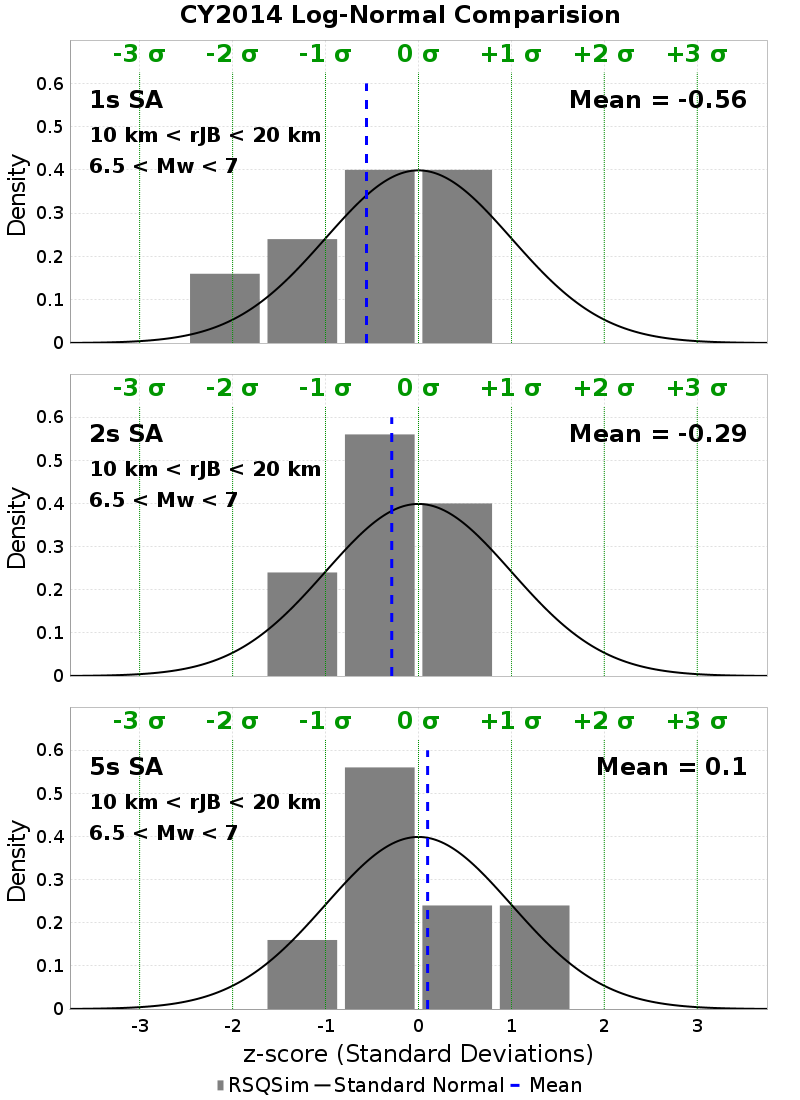 CY2014 Log-Normal Comparision
-3 σ -2 σ -1 σ 0 σ +1 σ +2 σ +3 σ
0.6
1s SA Mean = -0.56
0.5
10 km < rJB < 20 km
6.5 < Mw < 7
0.4
0.3
0.2
0.1
0
Density
-3 σ -2 σ -1 σ 0 σ +1 σ +2 σ +3 σ
0.6
2s SA Mean = -0.29
0.5
10 km < rJB < 20 km
6.5 < Mw < 7
0.4
0.3
0.2
0.1
0
Density
-3 σ -2 σ -1 σ 0 σ +1 σ +2 σ +3 σ
0.6
5s SA Mean = 0.1
0.5
10 km < rJB < 20 km
6.5 < Mw < 7
0.4
0.3
0.2
0.1
0
Density
-3 -2 -1 0 1 2 3
z-score (Standard Deviations)
RSQSim Standard Normal Mean